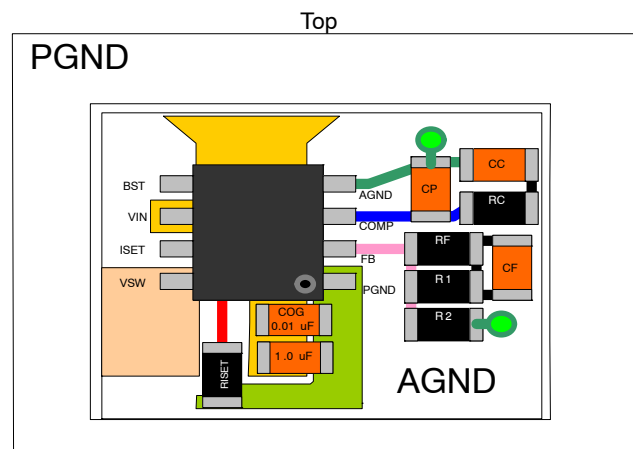 Top
PGND
BST
AGND
CP
CC
VIN
COMP
RC
ISET
FB
RF
CF
VSW
PGND
R1
COG
0.01 uF
R2
1.0 uF
RISET
AGND